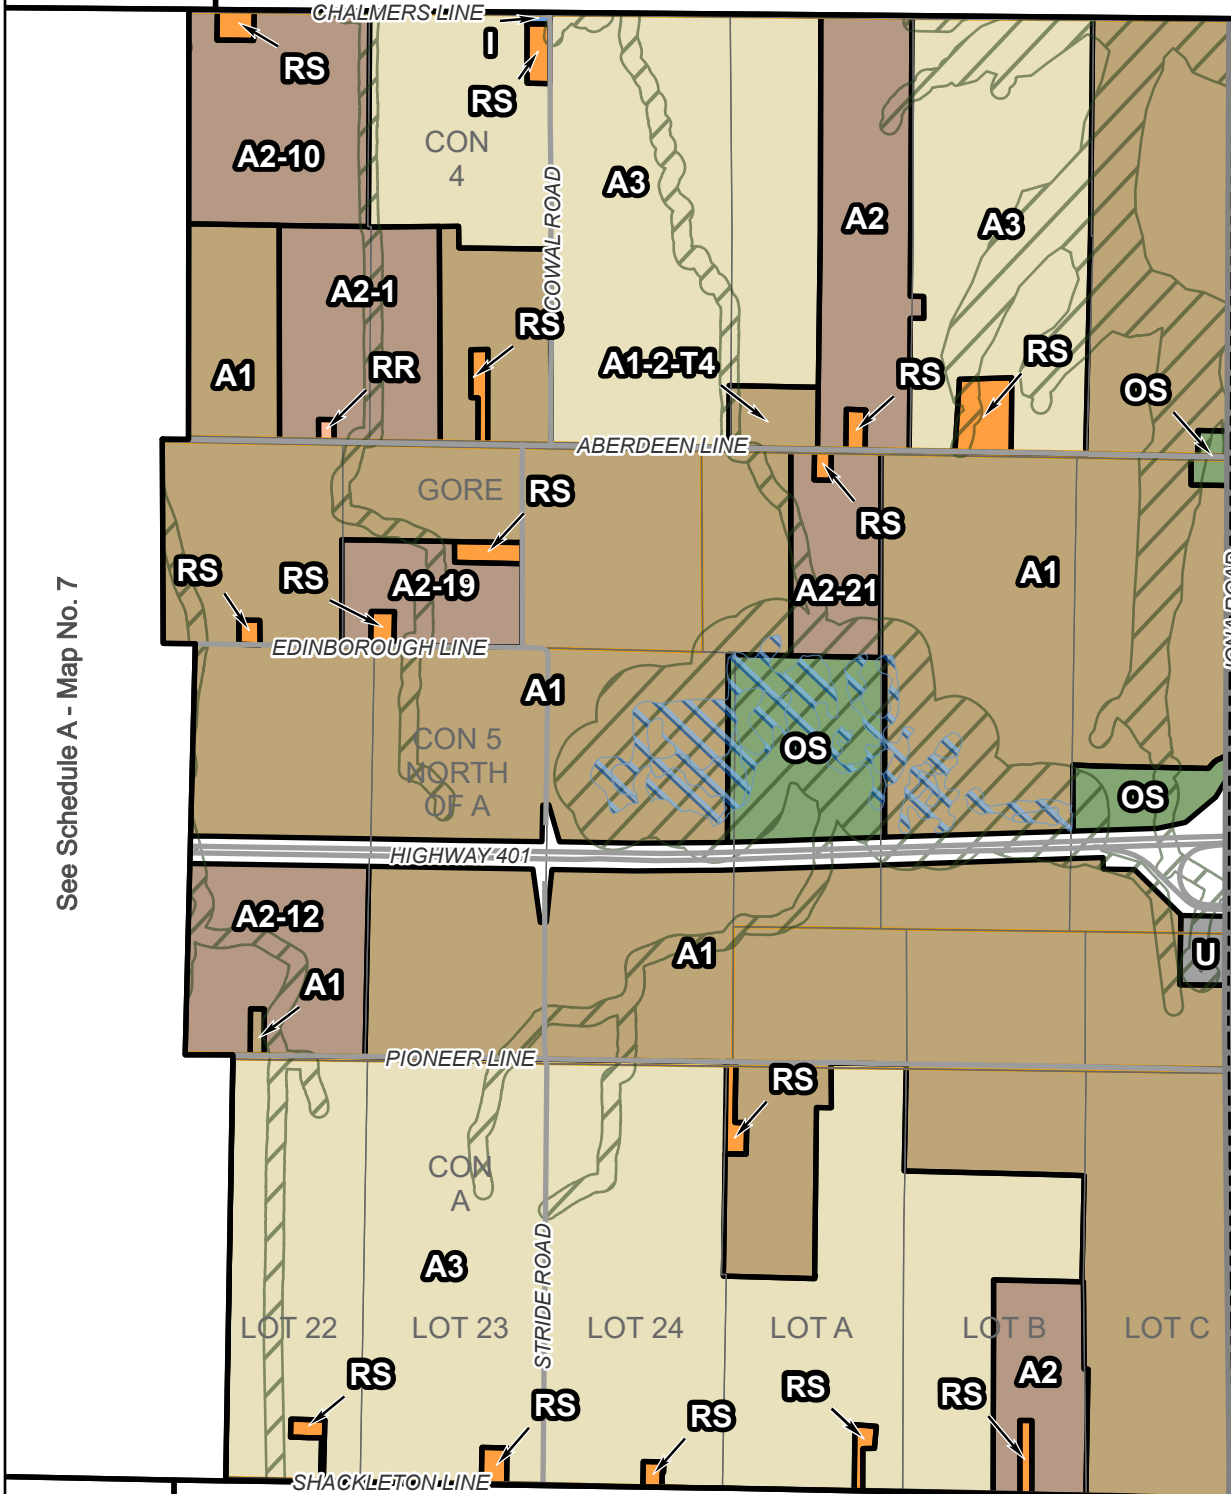 CHALMERS LINE
I
RS
RS
A2-10
CON
4
COWAL ROAD
A3
A2
A3
A2-1
RS
A1
RR
A1-2-T4
RS
RS
OS
ABERDEEN LINE
GORE
RS
RS
RS
RS
A2-19
A2-21
A1
IONA ROAD
See Schedule A - Map No. 7
EDINBOROUGH LINE
A1
CON 5
NORTH
OF A
OS
OS
HIGHWAY 401
A2-12
A1
A1
U
PIONEER LINE
RS
CON
A
A3
STRIDE ROAD
LOT 22
LOT 23
LOT 24
LOT A
LOT B
LOT C
RS
RS
RS
RS
RS
A2
SHACKLETON LINE